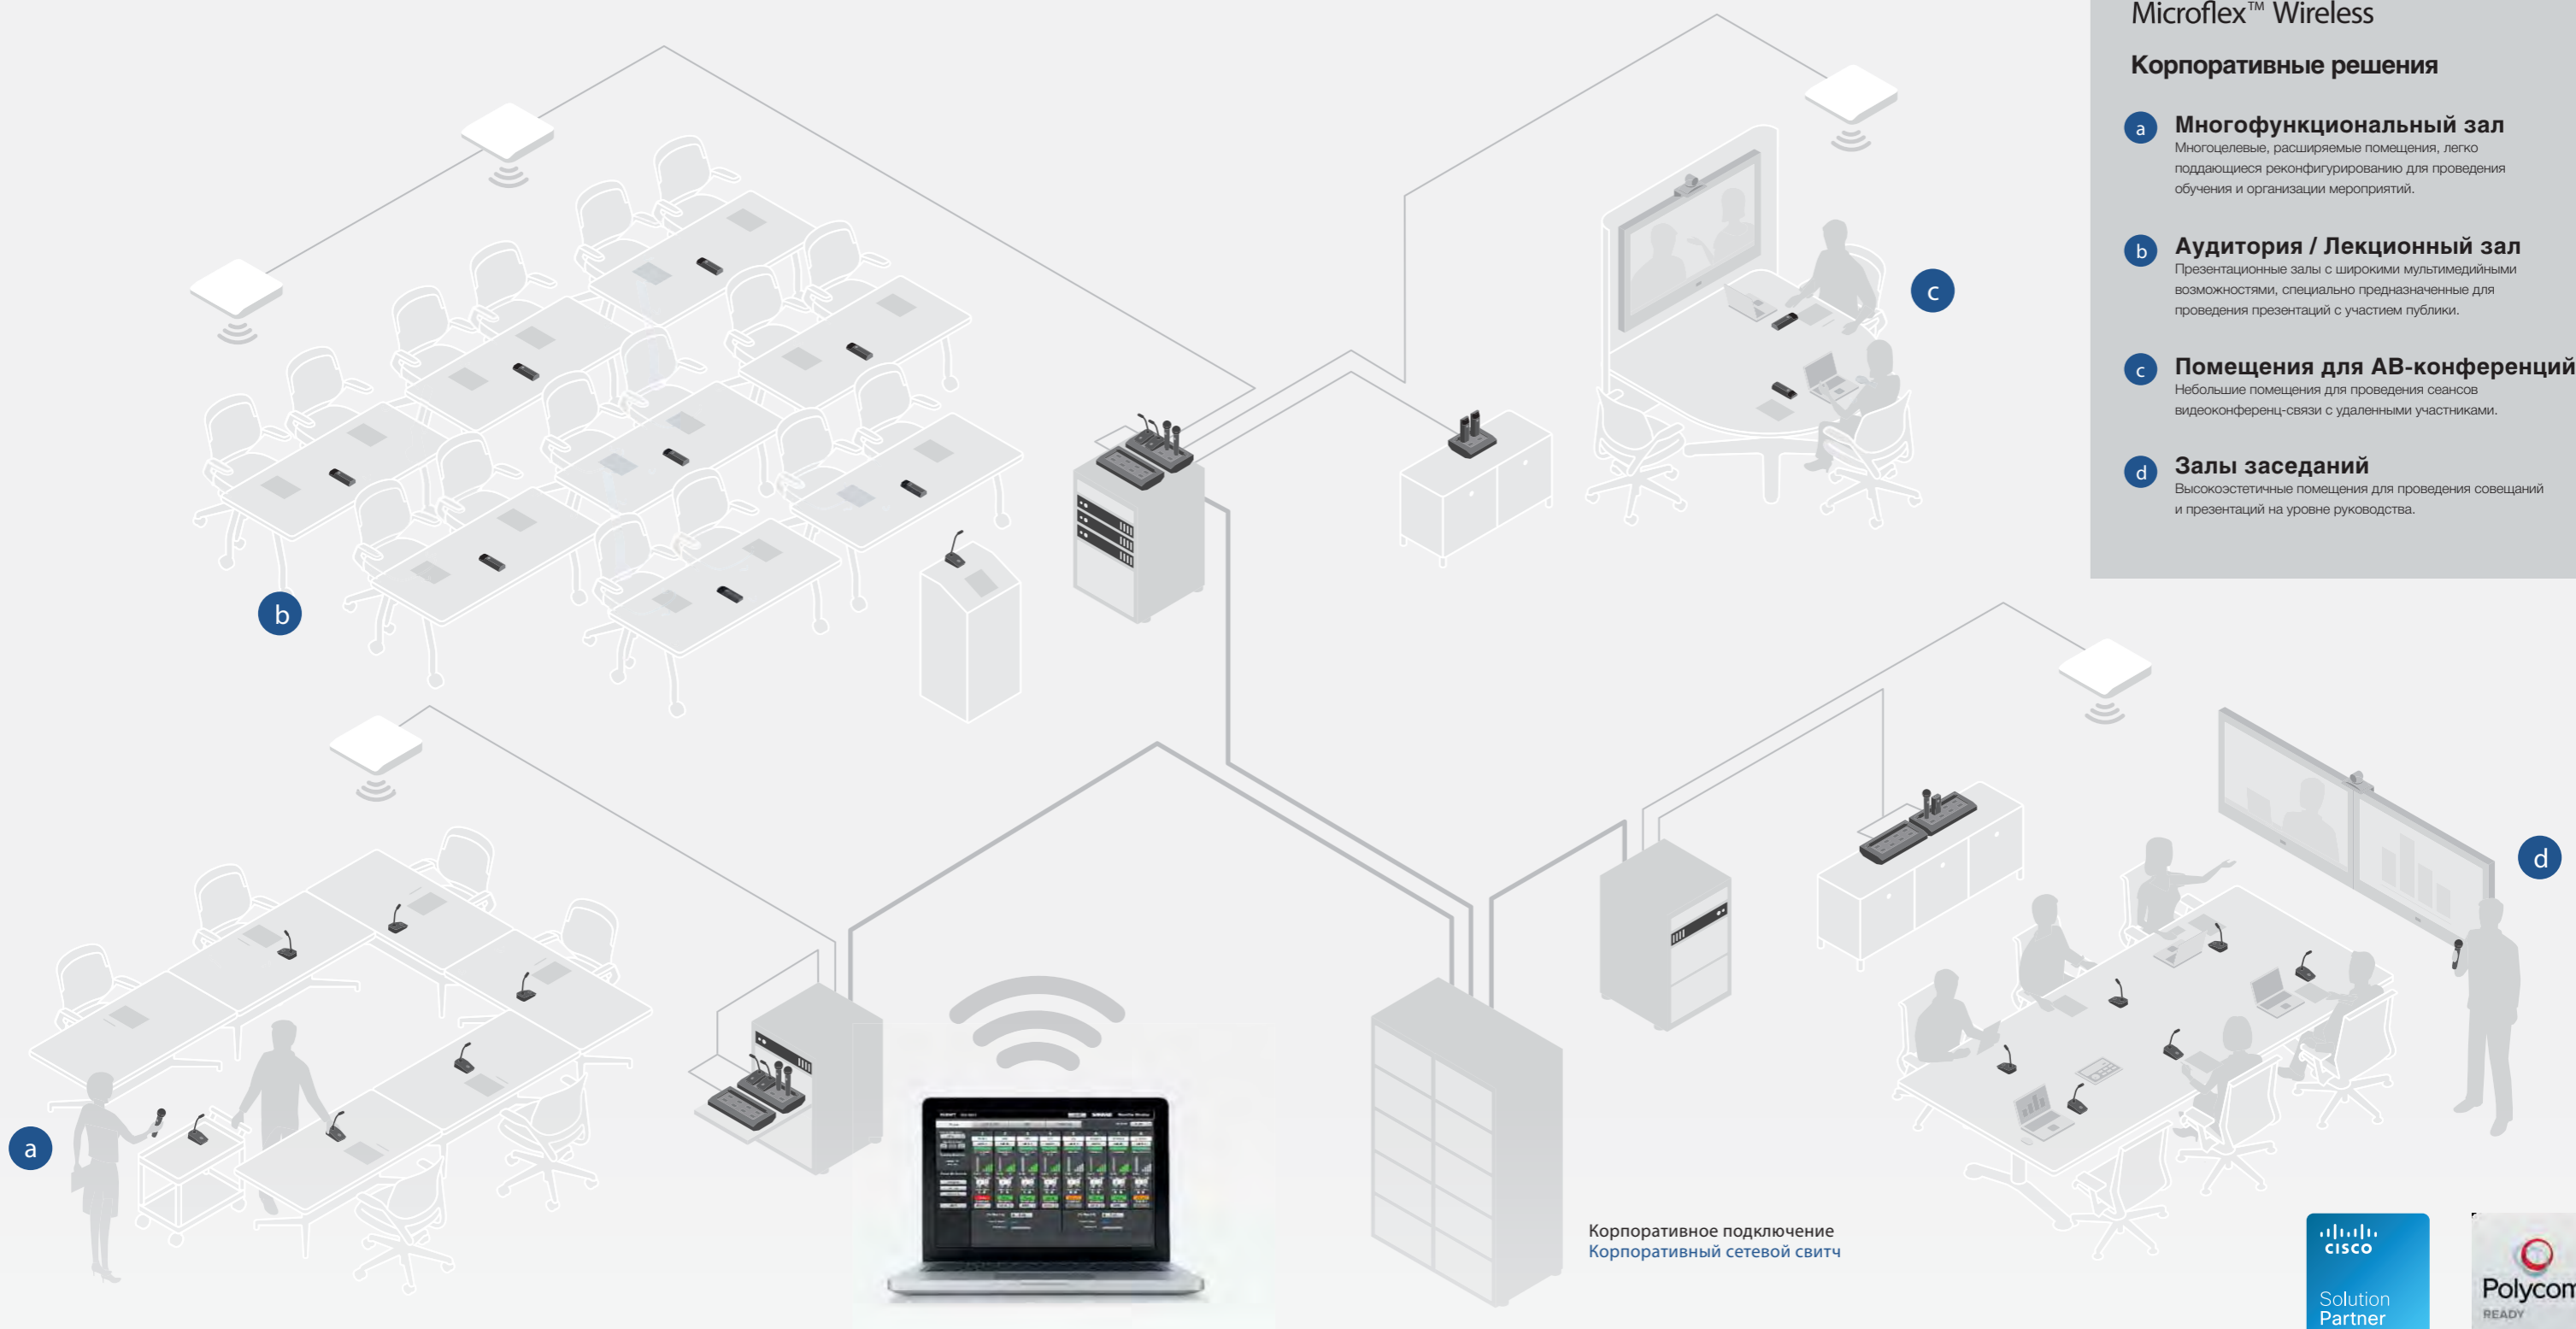 Microflex™ Wireless
Корпоративные решения
a
Многофункциональный зал
Многоцелевые, расширяемые помещения, легко
поддающиеся реконфигурированию для проведения
обучения и организации мероприятий.
b
Аудитория / Лекционный зал
Презентационные залы с широкими мультимедийными
возможностями, специально предназначенные для
проведения презентаций с участием публики.
c
Помещения для АВ-конференций
Небольшие помещения для проведения сеансов
видеоконференц-связи с удаленными участниками.
d
Залы заседаний
Высокоэстетичные помещения для проведения совещаний
и презентаций на уровне руководства.
c
b
d
a
Корпоративное подключение
Корпоративный сетевой свитч
CISCO
Solution
Partner
Polycom
READY